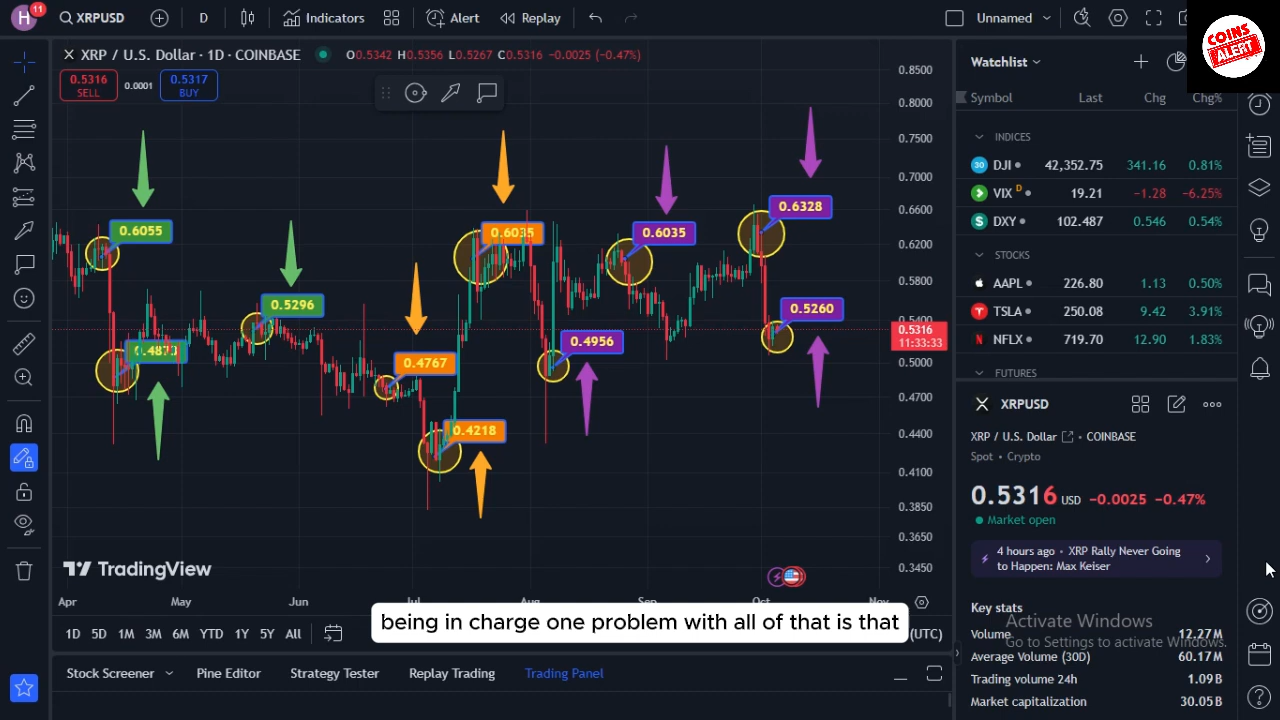 H 11 XRPUSD D Indicators Alert Replay Unnamed
COINS ALERT
XRP / U.S. Dollar · 1D · COINBASE O0.5342 H0.5356 L0.5267 C0.5316 -0.0025 (-0.47%)
0.5316 SELL 0.0001 0.5317 BUY
0.8500
0.8000
0.7500
0.7000
0.6600
0.6200
0.5800
0.5400
0.5316
11:33:33
0.5000
0.4700
0.4400
0.4100
0.3850
0.3650
0.3450
0.6055
0.4873
0.5296
0.4767
0.4218
0.6035
0.4956
0.6035
0.6328
0.5260
TradingView
Apr May Jun Jul Aug Sep Oct Nov
being in charge one problem with all of that is that
1D 5D 1M 3M 6M YTD 1Y 5Y All (UTC)
Stock Screener Pine Editor Strategy Tester Replay Trading Trading Panel
Watchlist
Symbol Last Chg Chg%
INDICES
DJI 42,352.75 341.16 0.81%
VIX D 19.21 -1.28 -6.25%
DXY 102.487 0.546 0.54%
STOCKS
AAPL 226.80 1.13 0.50%
TSLA 250.08 9.42 3.91%
NFLX 719.70 12.90 1.83%
FUTURES
XRPUSD
XRP / U.S. Dollar · COINBASE
Spot · Crypto
0.5316 USD -0.0025 -0.47%
Market open
4 hours ago · XRP Rally Never Going
to Happen: Max Keiser
Key stats
Activate Windows
Go to Settings to activate Windows.
Volume 12.27M
Average Volume (30D) 60.17M
Trading volume 24h 1.09B
Market capitalization 30.05B